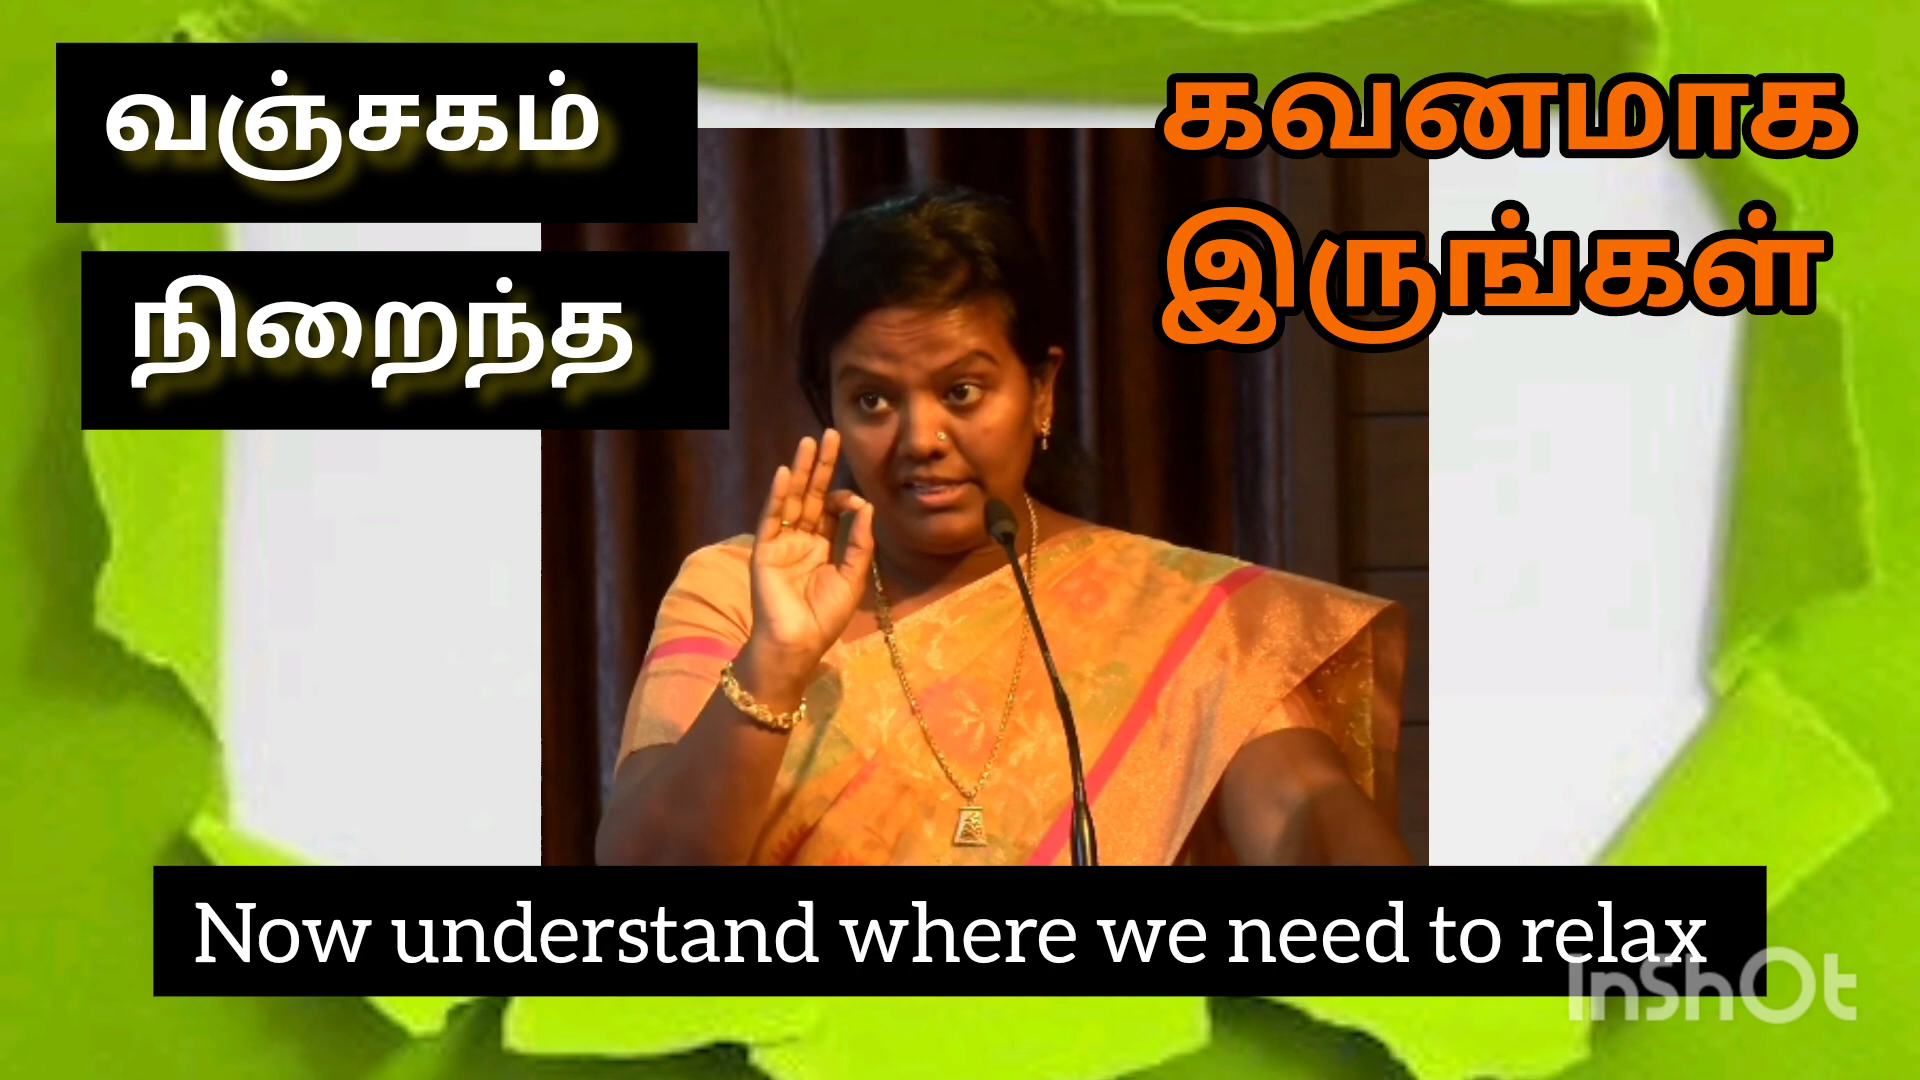 வஞ்சகம்
நிறைந்த
கவனமாக
இருங்கள்
Now understand where we need to relax
InShOt